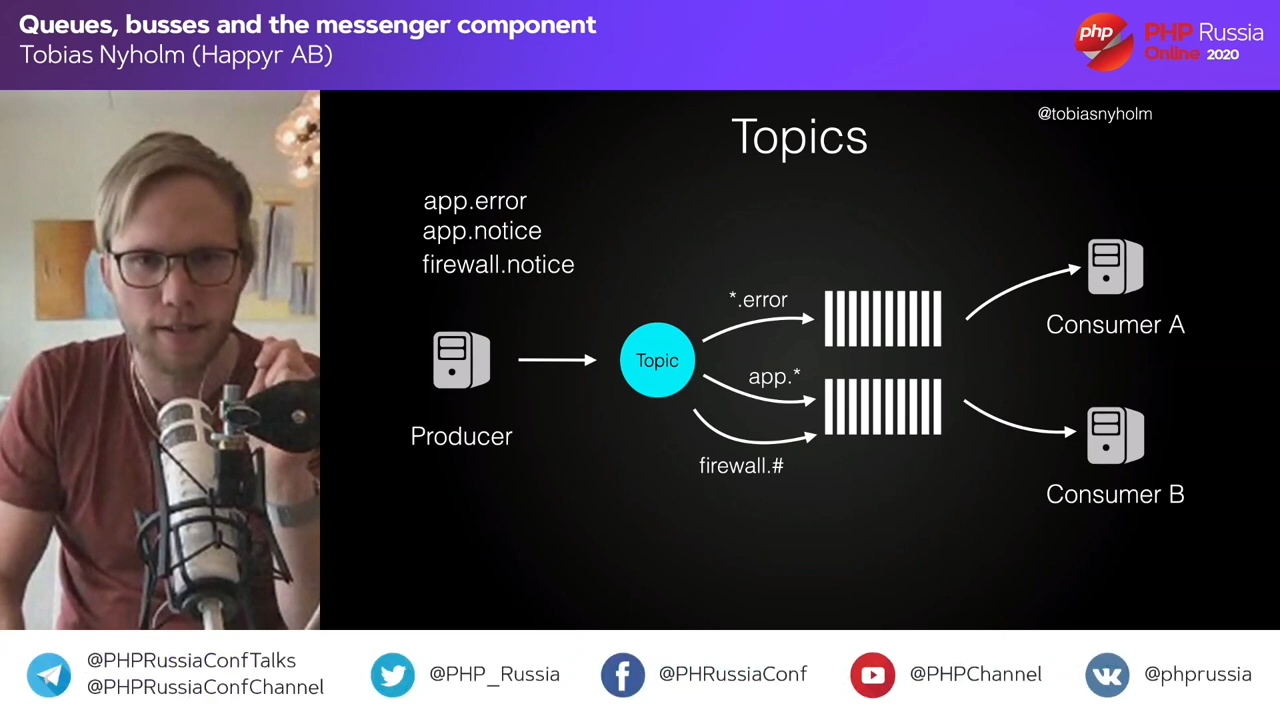 Queues, busses and the messenger component
Tobias Nyholm (Happyr AB)
php
PHP Russia
Online 2020
@tobiasnyholm
Topics
app.error
app.notice
firewall.notice
*.error
Topic
app.*
firewall.#
Producer
Consumer A
Consumer B
@PHPRussiaConfTalks
@PHPRussiaConfChannel
@PHP_Russia
@PHRussiaConf
@PHPChannel
@phprussia